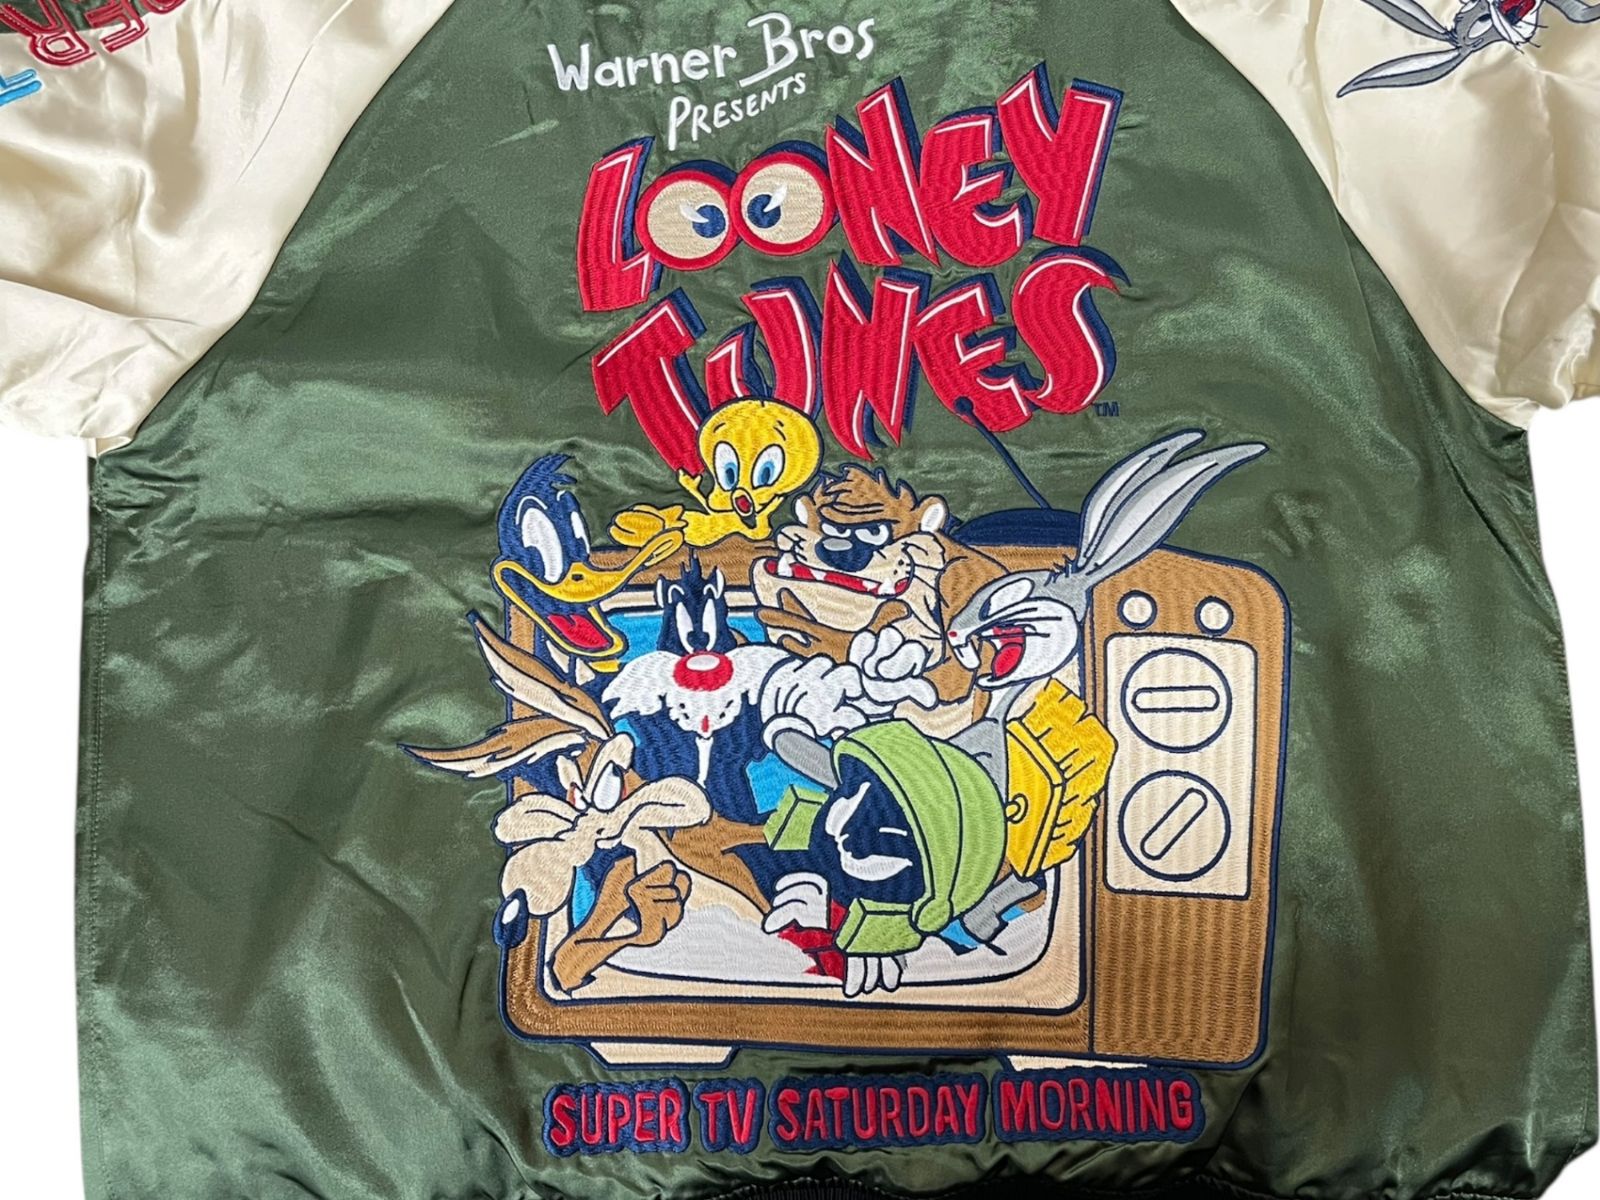 Warner Bros
PRESENTS
LOONEY
TUNES
TM
SUPER TV SATURDAY MORNING